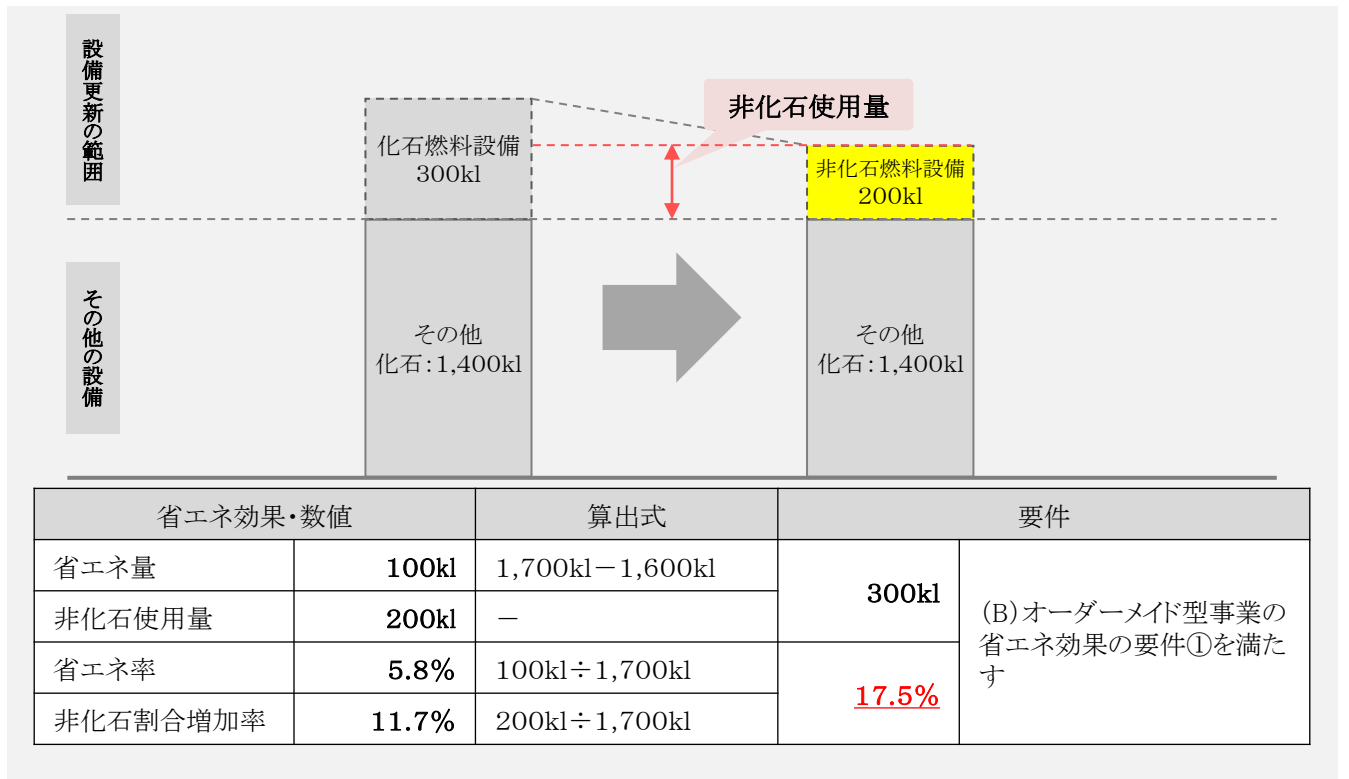 設備更新の範囲
非化石使用量
化石燃料設備
300kl
非化石燃料設備
200kl
その他の設備
その他
化石：1,400kl
その他
化石：1,400kl
省エネ効果・数値 算出式 要件
省エネ量 100kl 1,700kl－1,600kl
非化石使用量 200kl －
300kl
省エネ率 5.8% 100kl÷1,700kl
非化石割合増加率 11.7% 200kl÷1,700kl
17.5%
（B）オーダーメイド型事業の
省エネ効果の要件①を満た
す